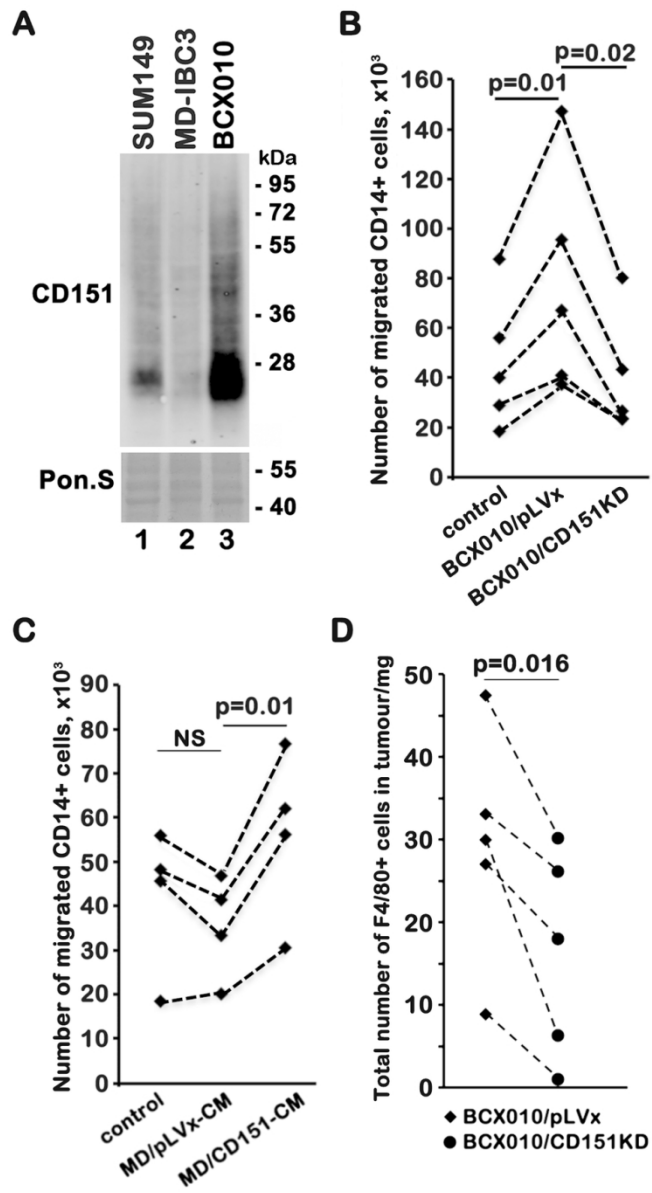 A
SUM149
MD-IBC3
BCX010
kDa
- 95
- 72
- 55
CD151
- 36
- 28
Pon.S
- 55
- 40
1 2 3
B
p=0.02
p=0.01
Number of migrated CD14+ cells, x10³
160
140
120
100
80
60
40
20
0
control
BCX010/pLVx
BCX010/CD151KD
C
Number of migrated CD14+ cells, x10³
90
80
70
60
50
40
30
20
10
0
NS
p=0.01
control
MD/pLVx-CM
MD/CD151-CM
D
Total number of F4/80+ cells in tumour/mg
50
40
30
20
10
0
p=0.016
BCX010/pLVx
BCX010/CD151KD